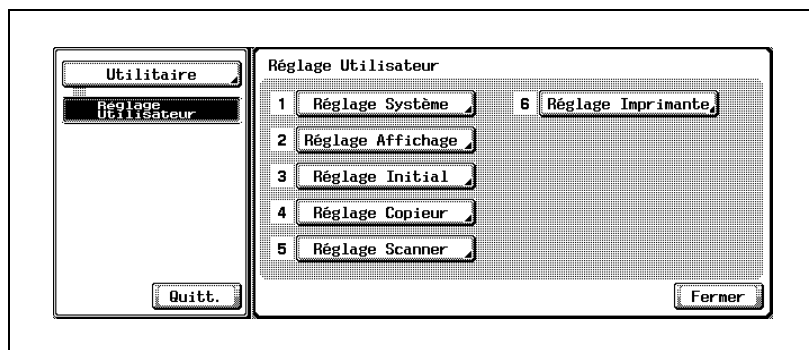 Utilitaire
Réglage
Utilisateur
Quitt.
Réglage Utilisateur
1 Réglage Système
2 Réglage Affichage
3 Réglage Initial
4 Réglage Copieur
5 Réglage Scanner
6 Réglage Imprimante
Fermer